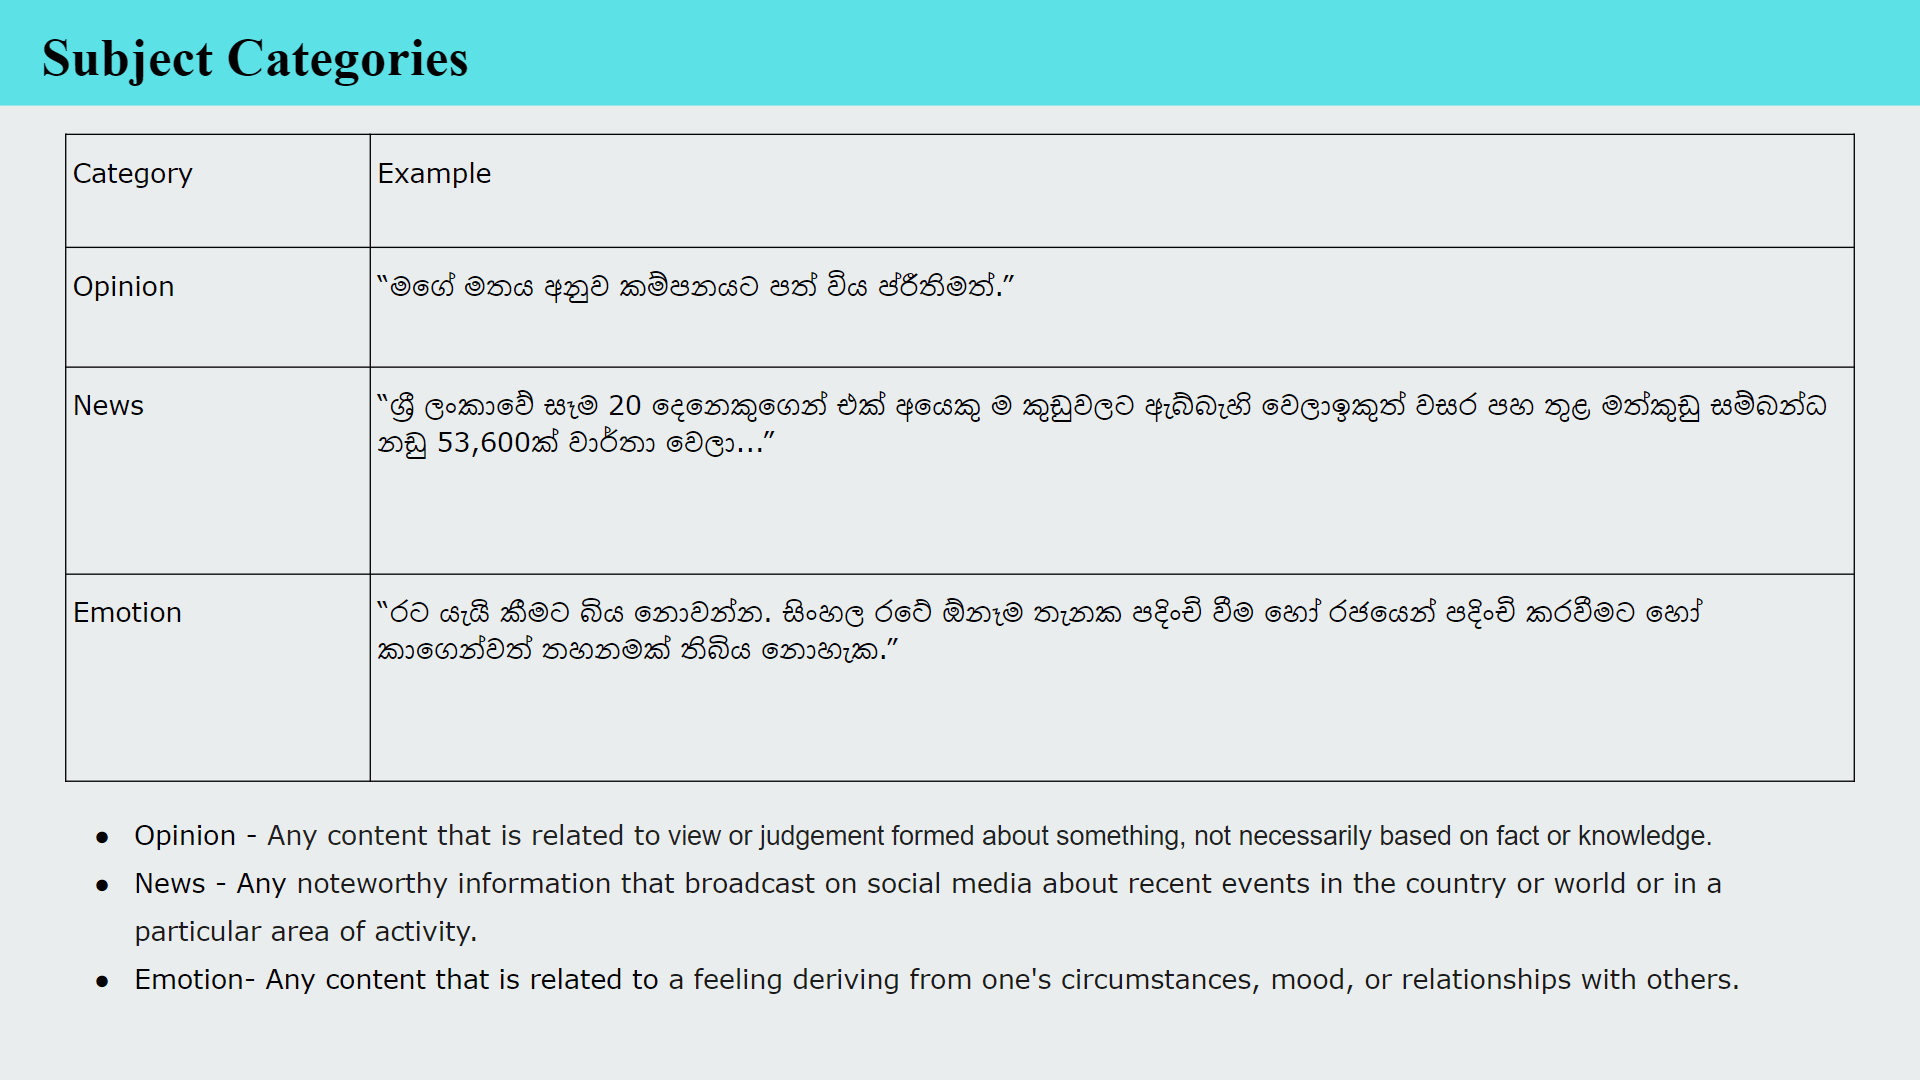 Subject Categories
Category
Example
Opinion
“මගේ මතය අනුව කම්පනයට පත් විය ප්රීතිමත්.”
News
“ශ්‍රී ලංකාවේ සෑම 20 දෙනෙකුගෙන් එක් අයෙකු ම කුඩුවලට ඇබ්බැහි වෙලාඉකුත් වසර පහ තුළ මත්කුඩු සම්බන්ධ
නඩු 53,600ක් වාර්තා වෙලා...”
Emotion
“රට යැයි කීමට බිය නොවන්න. සිංහල රටේ ඕනෑම තැනක පදිංචි වීම හෝ රජයෙන් පදිංචි කරවීමට හෝ
කාගෙන්වත් තහනමක් තිබිය නොහැක.”
● Opinion - Any content that is related to view or judgement formed about something, not necessarily based on fact or knowledge.
● News - Any noteworthy information that broadcast on social media about recent events in the country or world or in a
particular area of activity.
● Emotion- Any content that is related to a feeling deriving from one's circumstances, mood, or relationships with others.